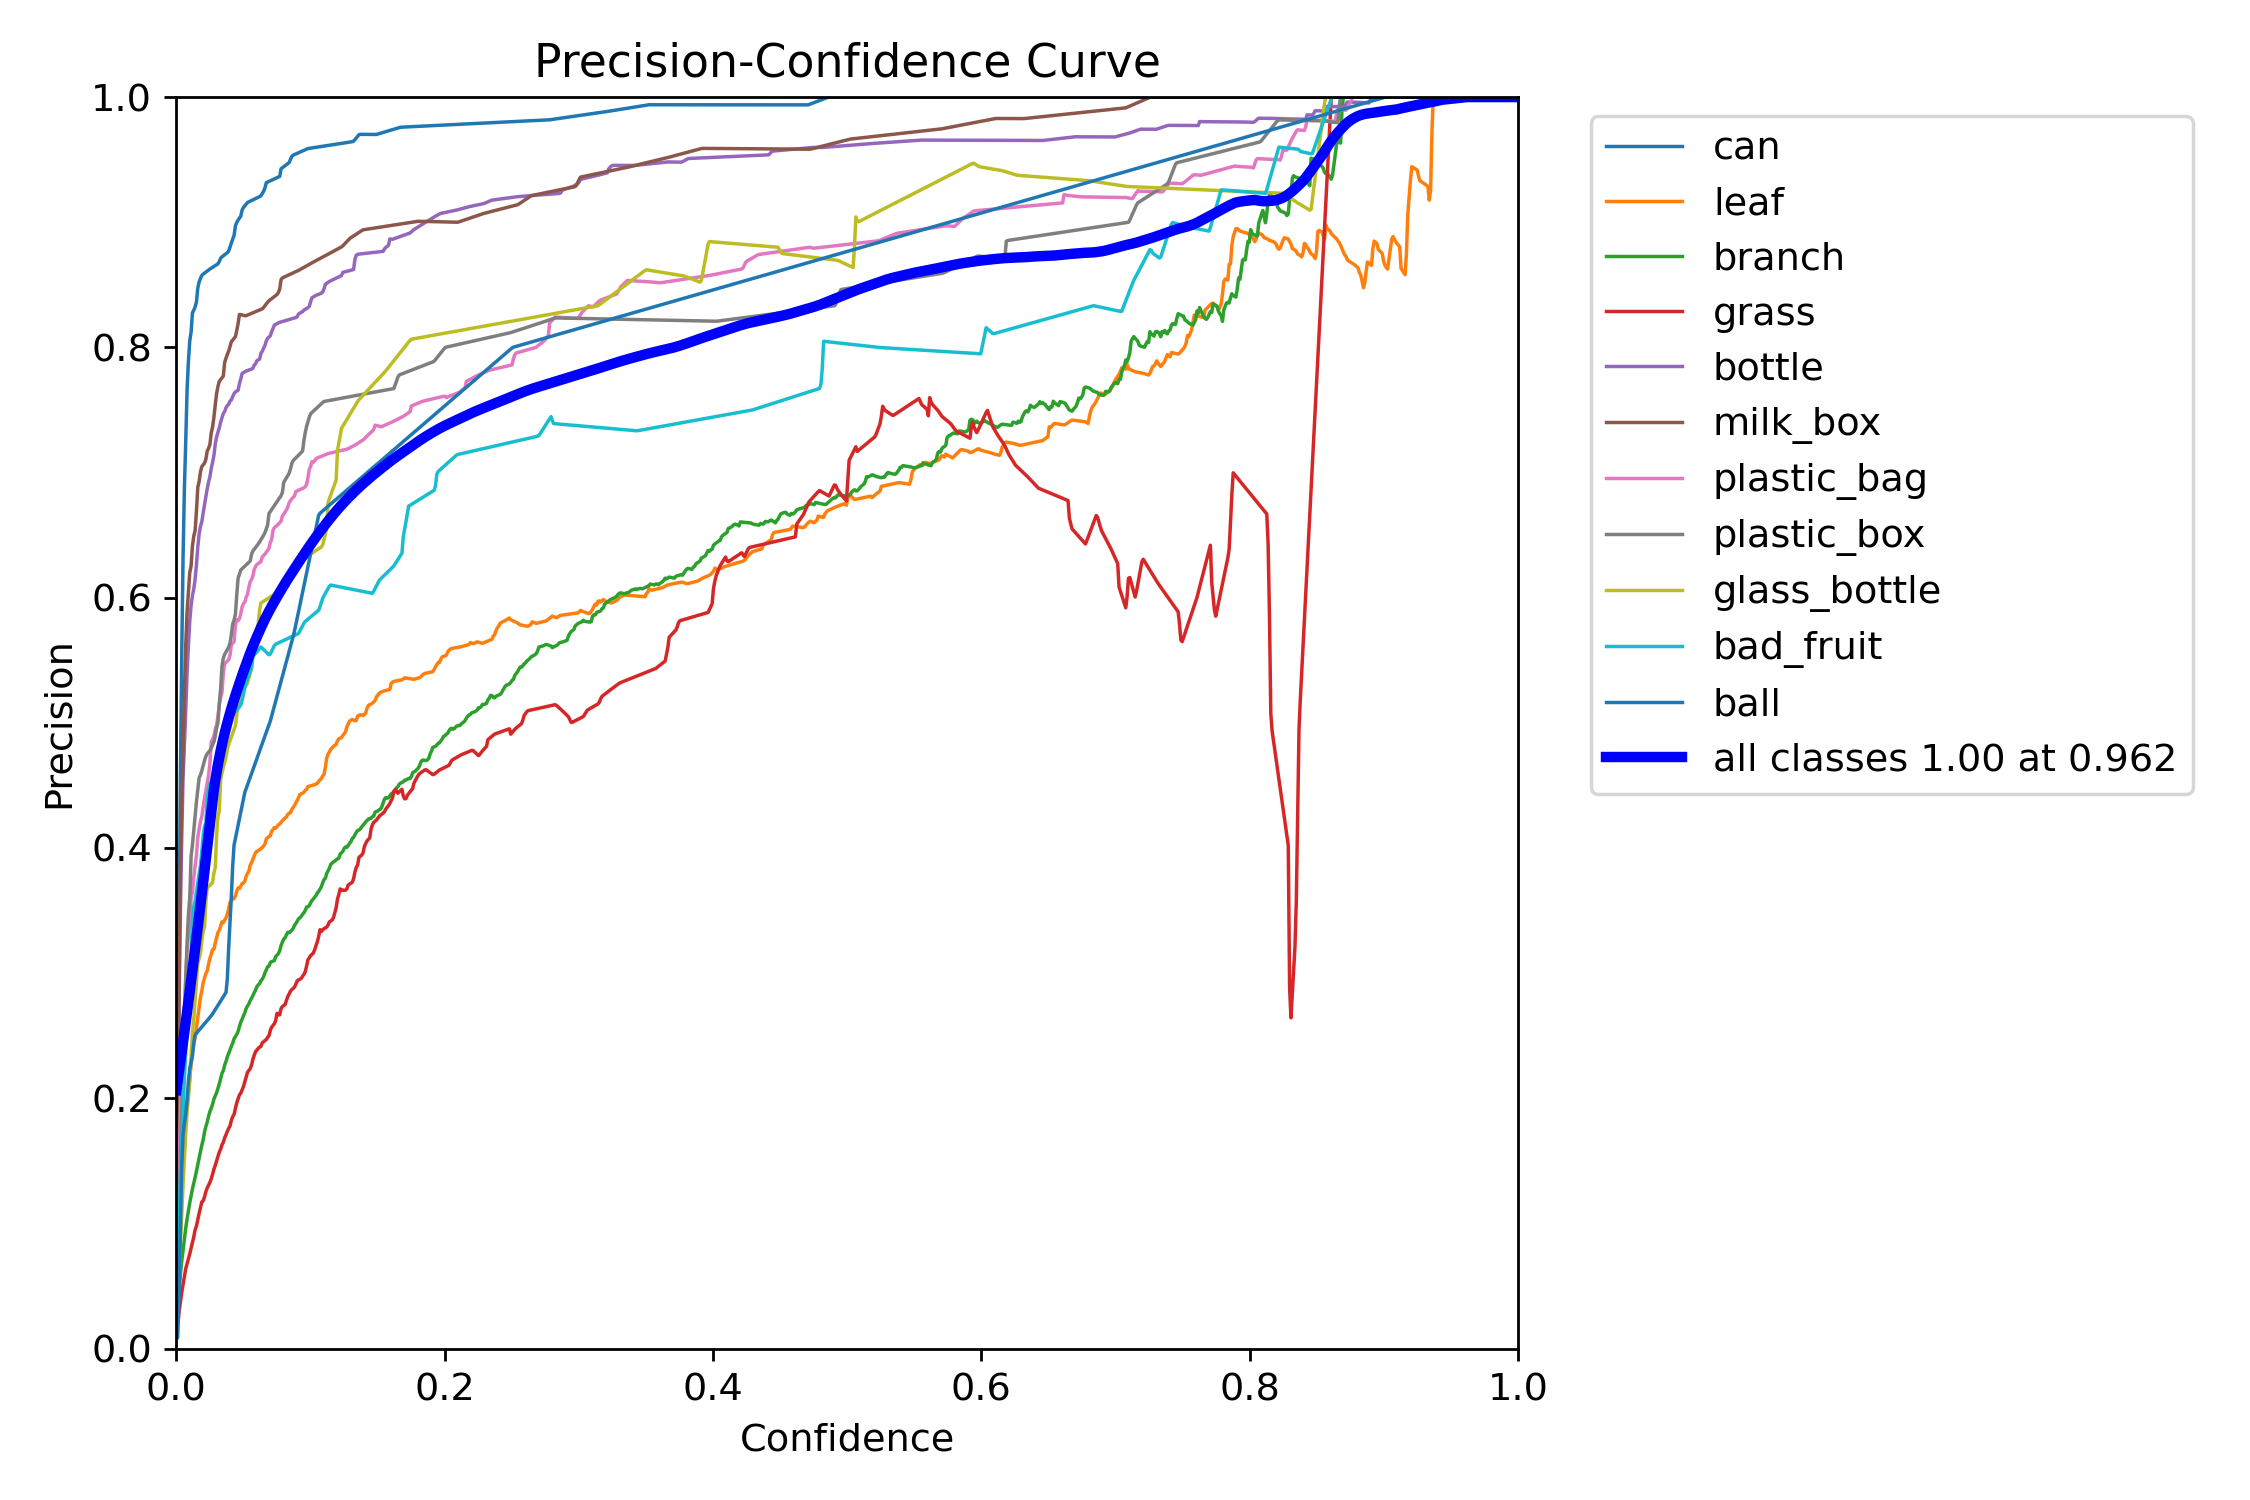 Precision-Confidence Curve
1.0
0.8
0.6
0.4
0.2
0.0
Precision
0.0 0.2 0.4 0.6 0.8 1.0
Confidence
can
leaf
branch
grass
bottle
milk_box
plastic_bag
plastic_box
glass_bottle
bad_fruit
ball
all classes 1.00 at 0.962